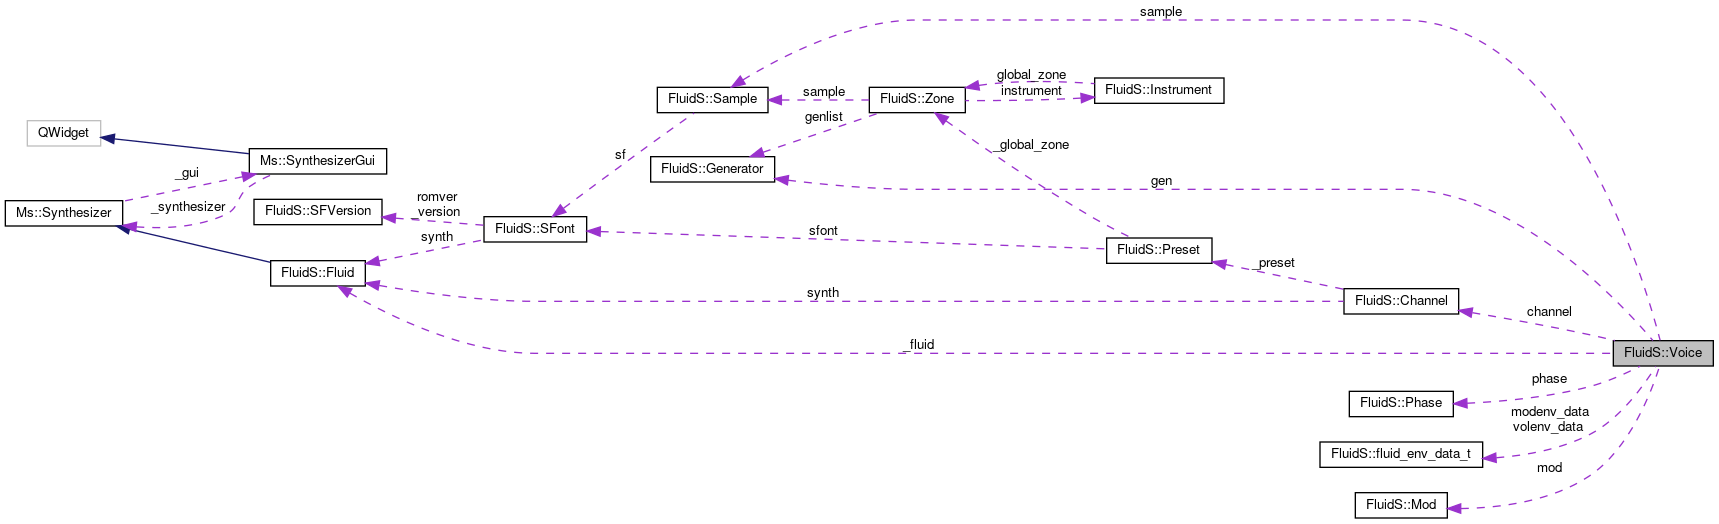 sample
FluidS::Sample
sample
FluidS::Zone
global_zone
instrument
FluidS::Instrument
genlist
QWidget
Ms::SynthesizerGui
sf
FluidS::Generator
_global_zone
gen
_gui
_synthesizer
Ms::Synthesizer
FluidS::SFVersion
romver
_version
FluidS::SFont
synth
sfont
FluidS::Preset
FluidS::Fluid
_preset
synth
FluidS::Channel
channel
_fluid
FluidS::Voice
phase
FluidS::Phase
modenv_data
volenv_data
FluidS::fluid_env_data_t
mod
FluidS::Mod